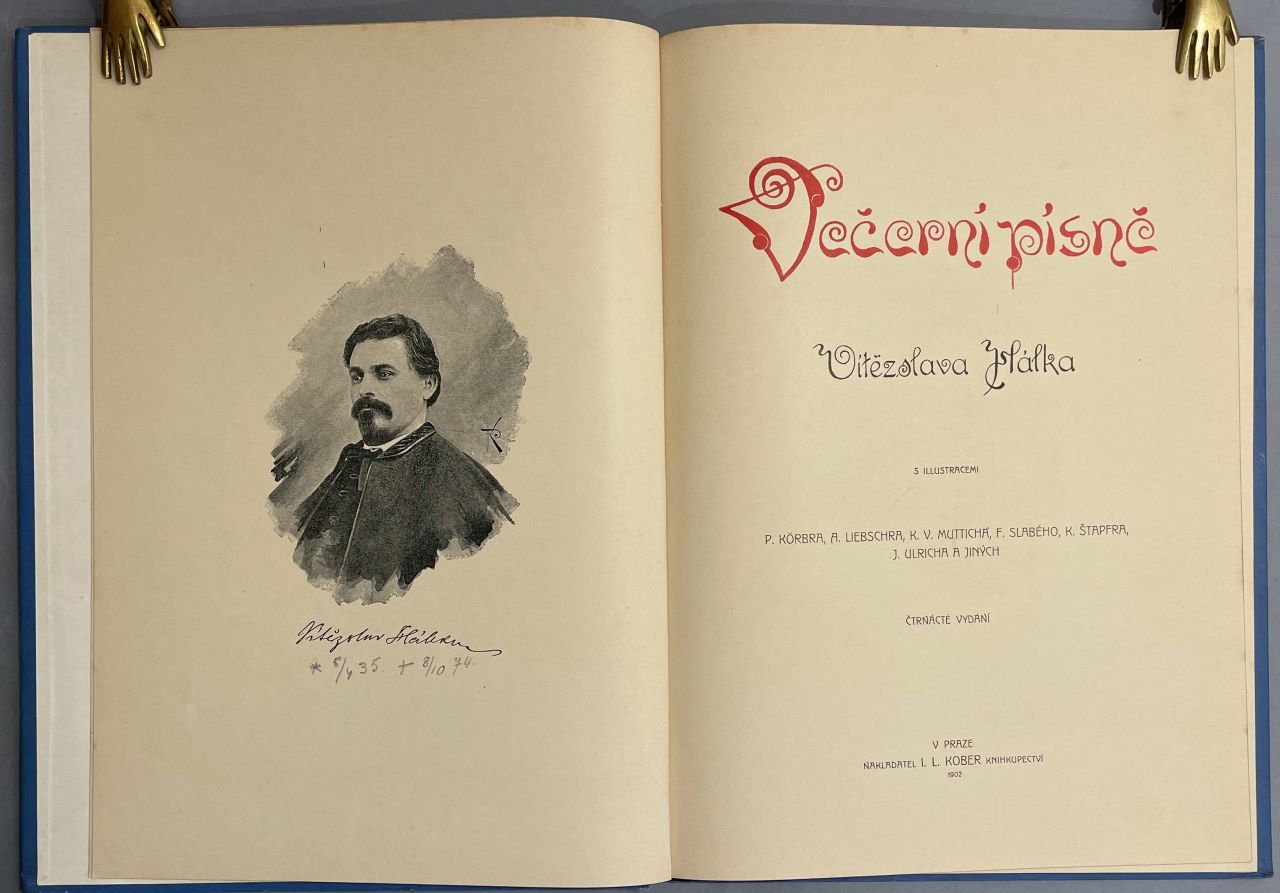 Vítězslav Hálek
* 5/4 35. † 8/10 74.
Večerní písně
Vítězslava Hálka
S ILLUSTRACEMI
P. KÖRBRA, A. LIEBSCHRA, K. V. MUTTICHA, F. SLABÉHO, K. ŠTAPFRA,
J. ULRICHA A JINÝCH
ČTRNÁCTÉ VYDÁNÍ
V PRAZE
NAKLADATEL I. L. KOBER KNIHKUPECTVÍ
1902